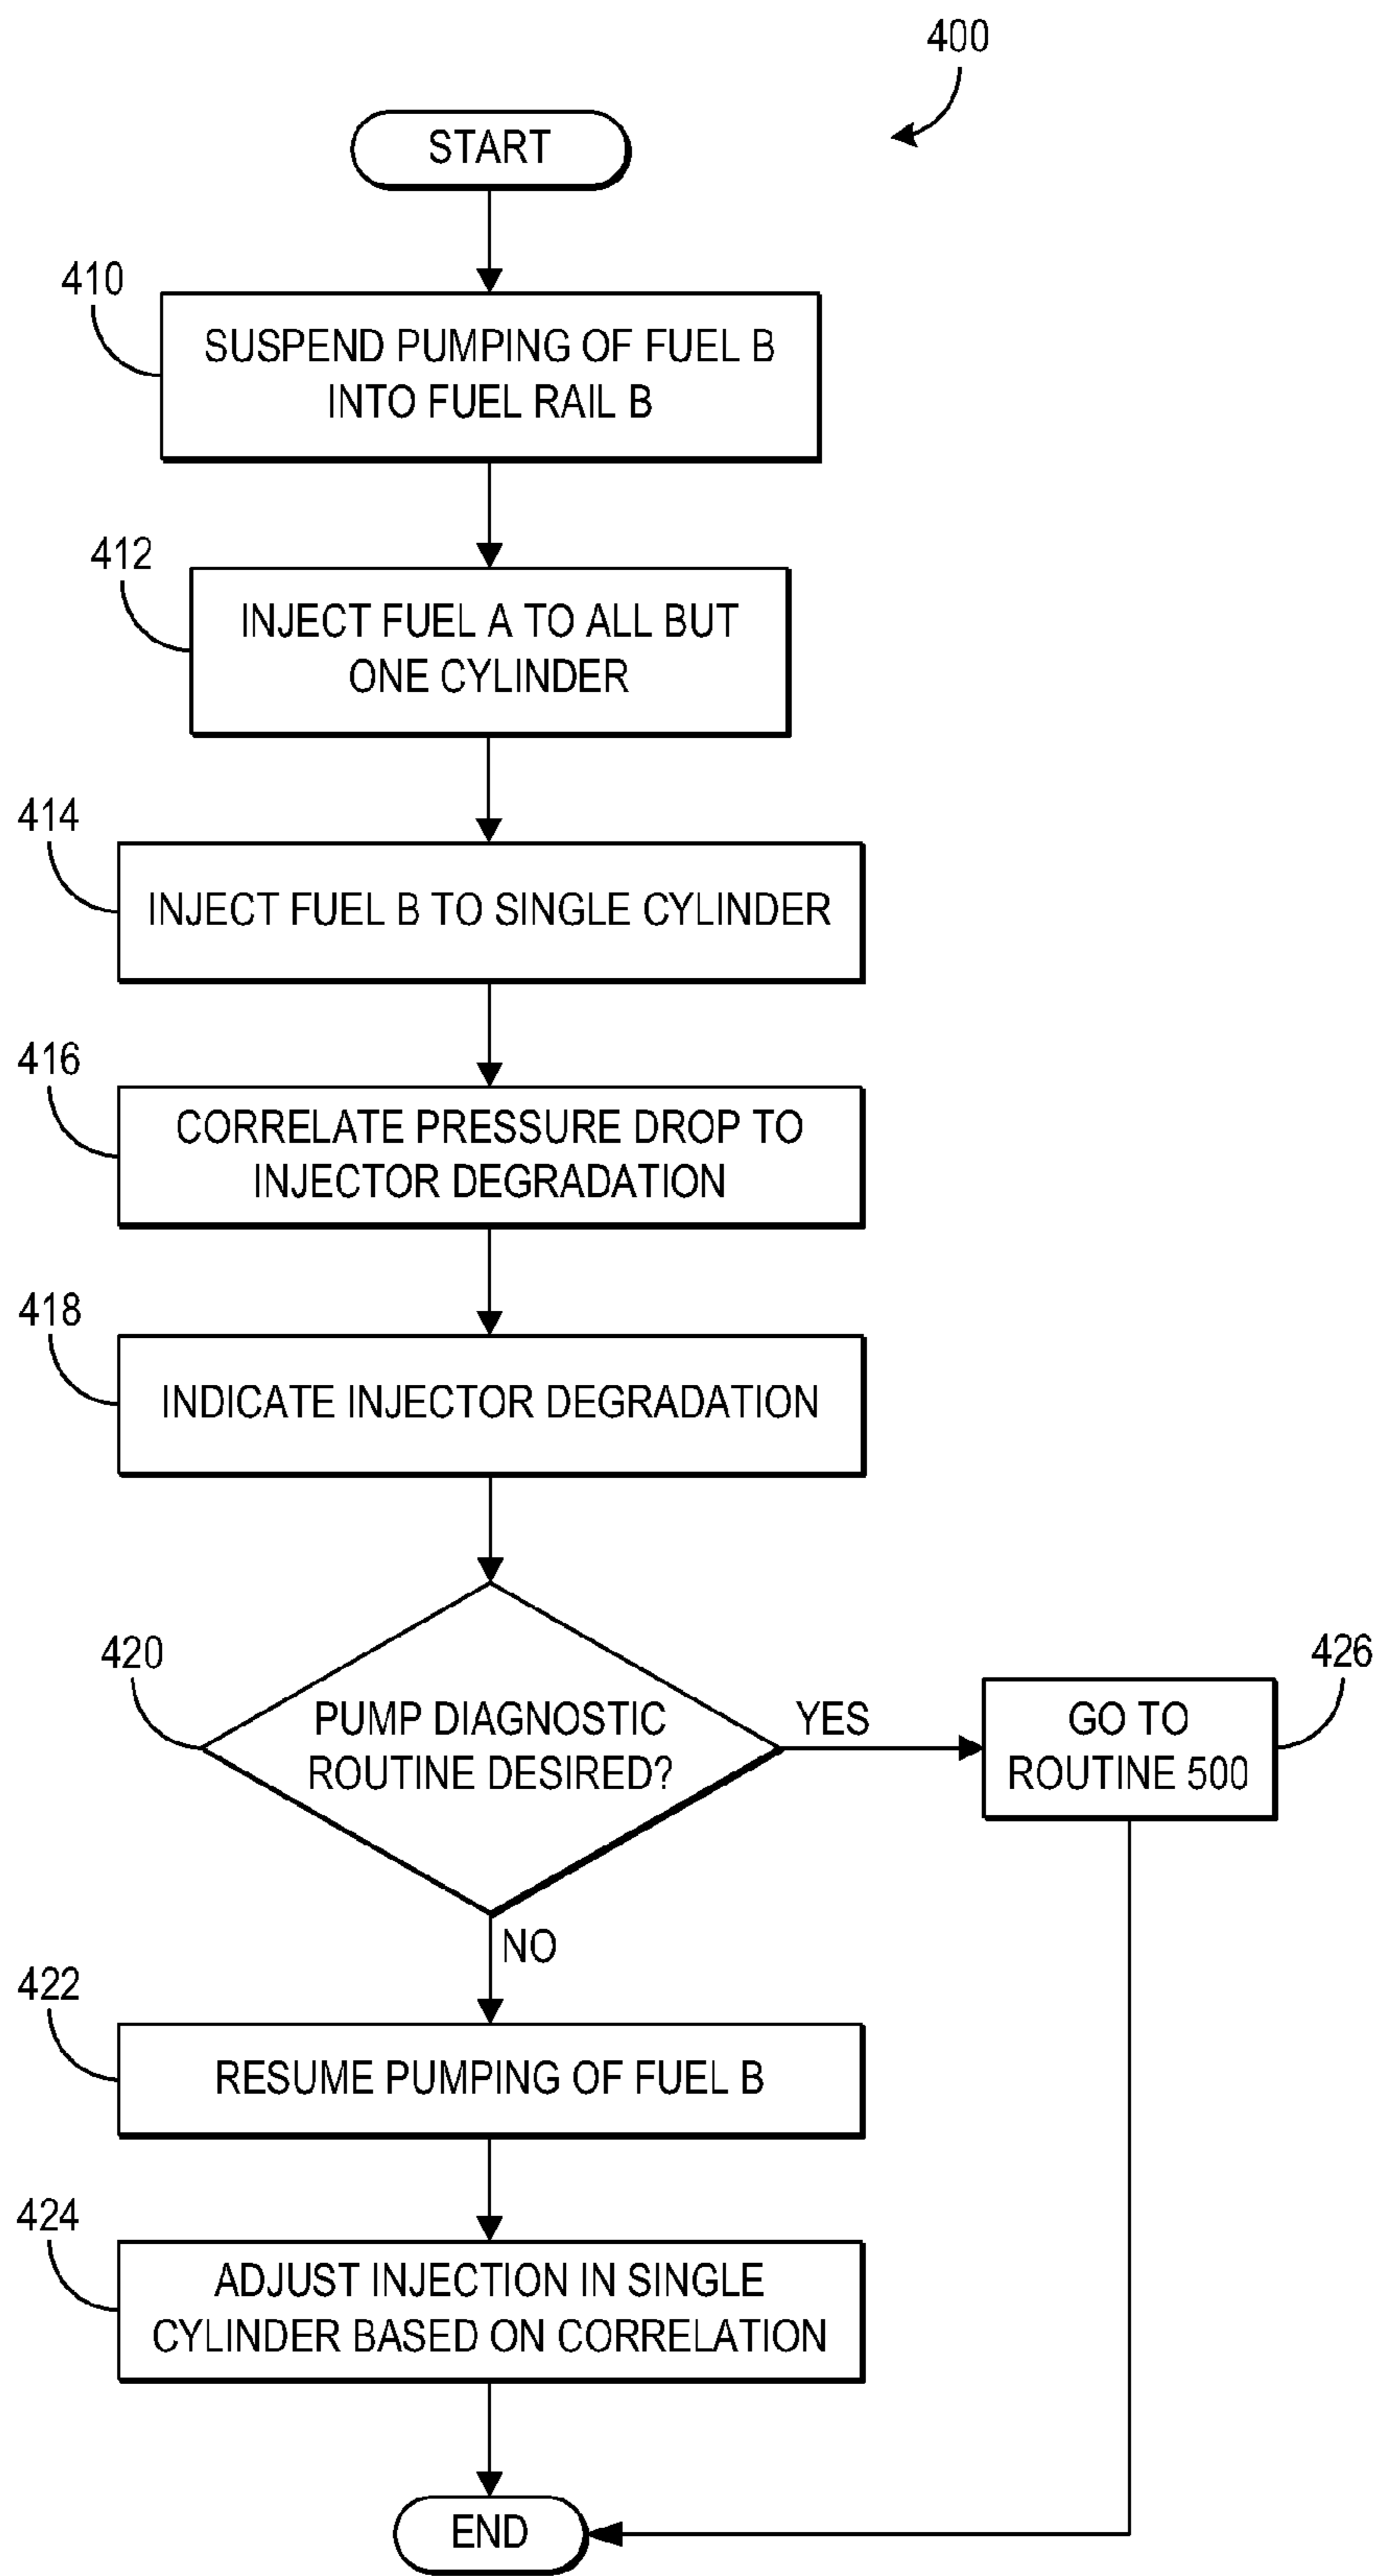 400
START
410
SUSPEND PUMPING OF FUEL B
INTO FUEL RAIL B
412
INJECT FUEL A TO ALL BUT
ONE CYLINDER
414
INJECT FUEL B TO SINGLE CYLINDER
416
CORRELATE PRESSURE DROP TO
INJECTOR DEGRADATION
418
INDICATE INJECTOR DEGRADATION
420
PUMP DIAGNOSTIC
ROUTINE DESIRED?
YES
426
GO TO
ROUTINE 500
NO
422
RESUME PUMPING OF FUEL B
424
ADJUST INJECTION IN SINGLE
CYLINDER BASED ON CORRELATION
END